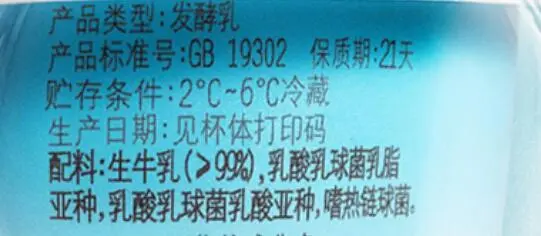 产品类型:发酵乳
产品标准号:GB 19302 保质期:21天
贮存条件:2°C~6°C冷藏
生产日期:见杯体打印码
配料:生牛乳(≥99%),乳酸乳球菌乳脂
亚种,乳酸乳球菌乳酸亚种,嗜热链球菌。